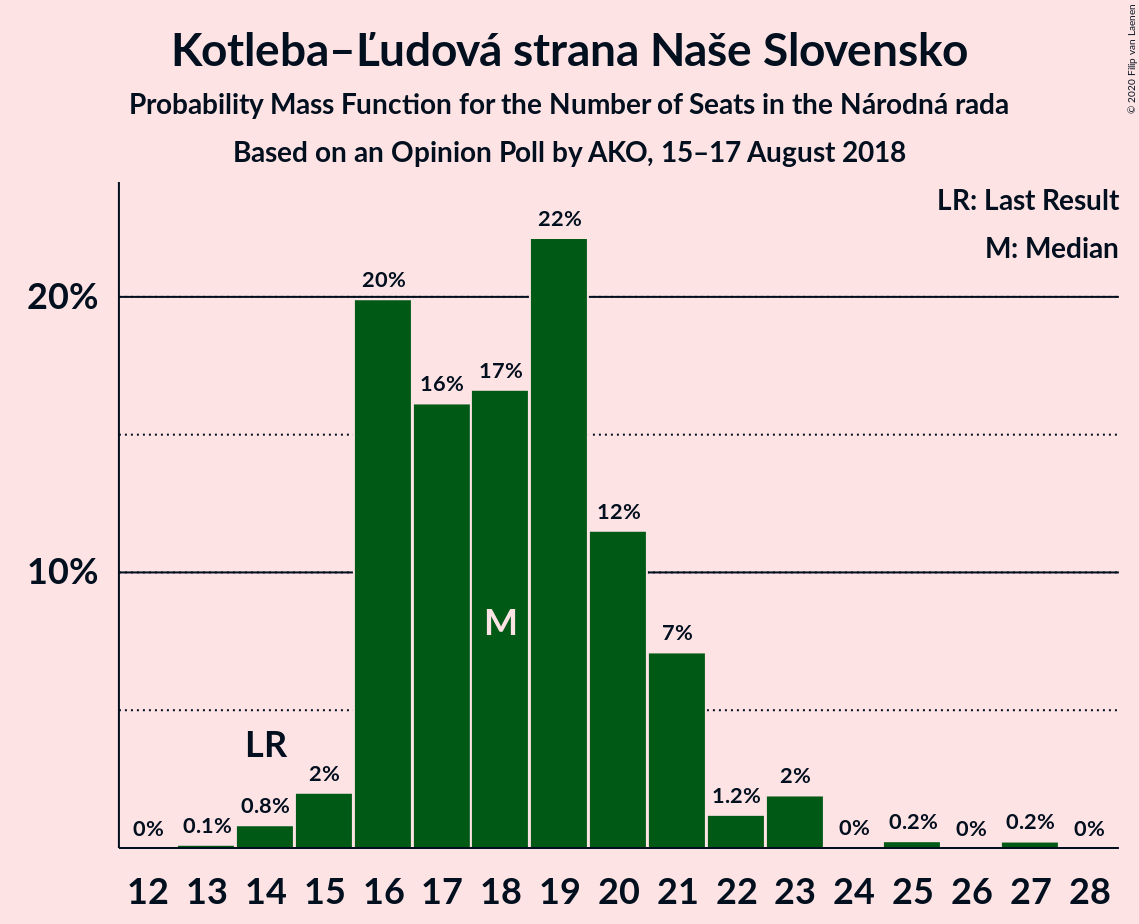 Kotleba–Ľudová strana Naše Slovensko
Probability Mass Function for the Number of Seats in the Národná rada
Based on an Opinion Poll by AKO, 15–17 August 2018
© 2020 Filip van Laenen
LR: Last Result
M: Median
20%
10%
0%
0.1%
0.8%
2%
20%
16%
17%
22%
12%
7%
1.2%
2%
0%
0.2%
0%
0.2%
0%
LR
M
12 13 14 15 16 17 18 19 20 21 22 23 24 25 26 27 28